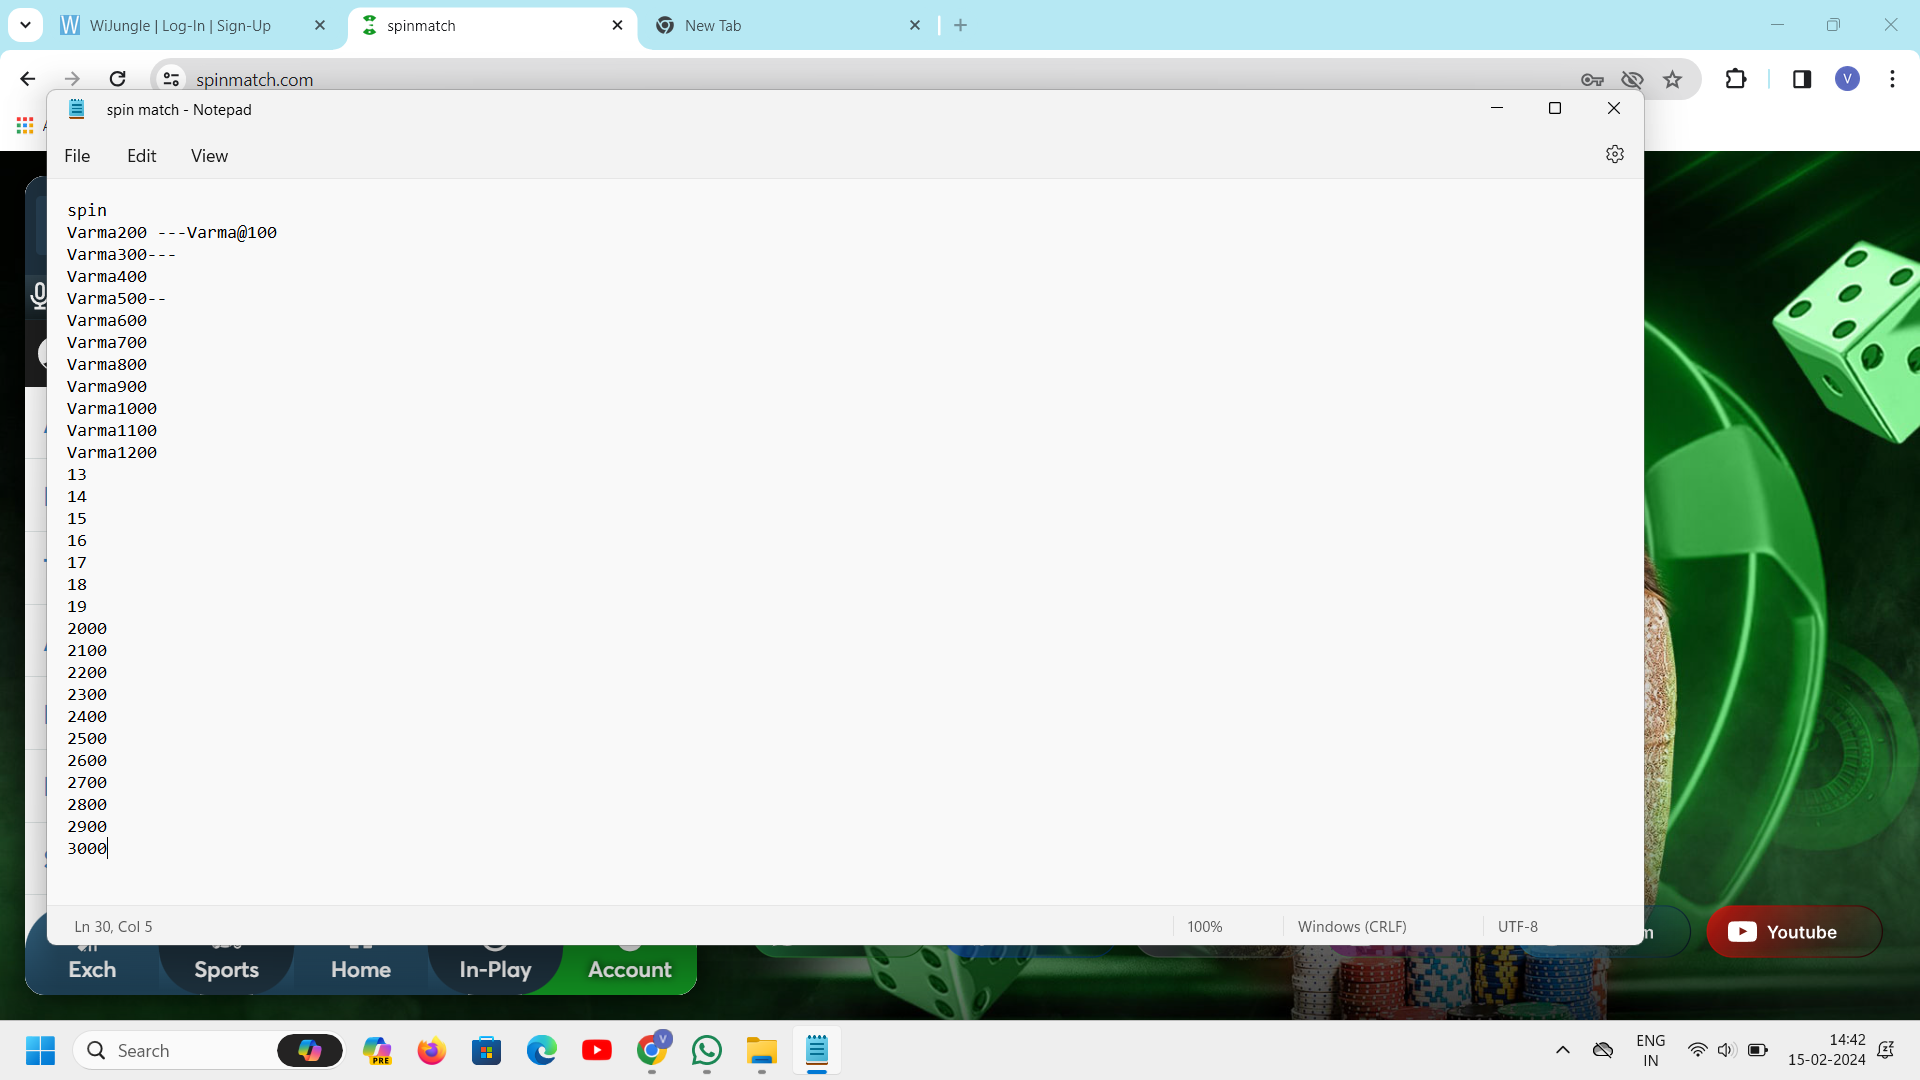 WiJungle | Log-In | Sign-Up
spinmatch
New Tab
spinmatch.com
V
spin match - Notepad
File Edit View
spin
Varma200 ---Varma@100
Varma300---
Varma400
Varma500--
Varma600
Varma700
Varma800
Varma900
Varma1000
Varma1100
Varma1200
13
14
15
16
17
18
19
2000
2100
2200
2300
2400
2500
2600
2700
2800
2900
3000
Ln 30, Col 5
100%
Windows (CRLF)
UTF-8
Youtube
Exch
Sports
Home
In-Play
Account
Search
PRE
V
ENG
IN
14:42
15-02-2024